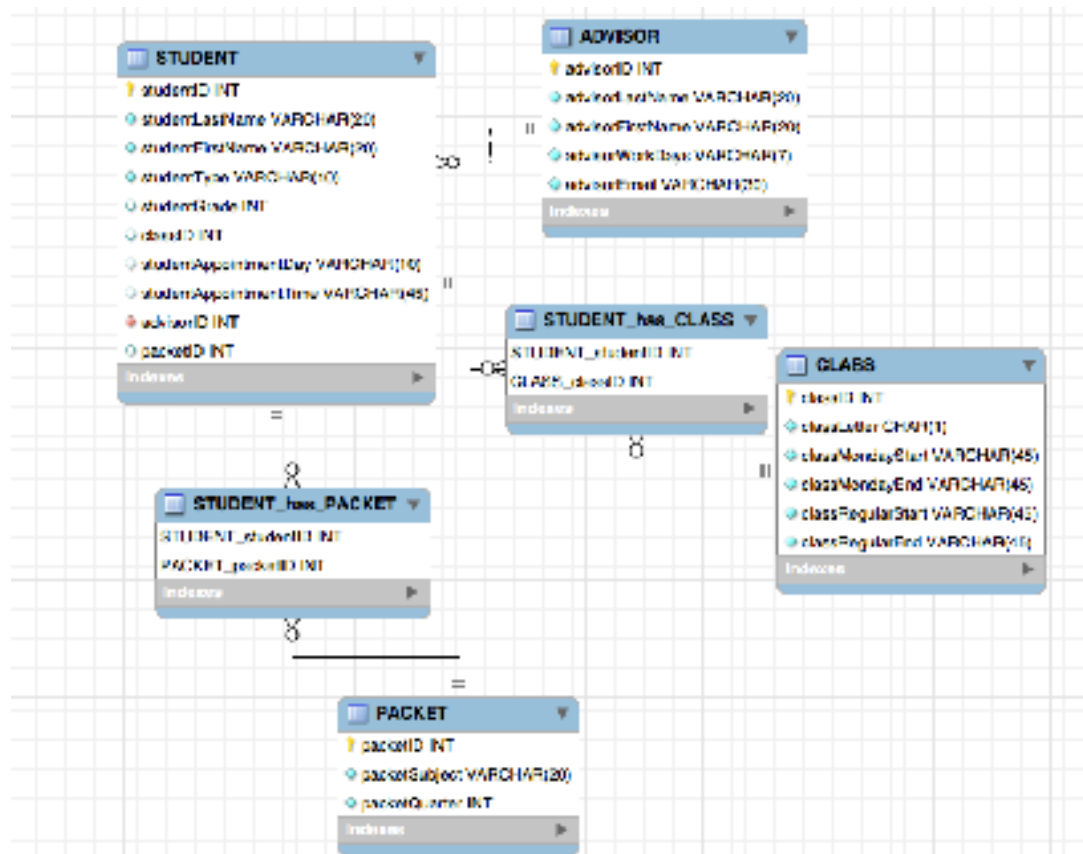 STUDENT
studentID INT
studentLastName VARCHAR(20)
studentFirstName VARCHAR(20)
studentType VARCHAR(10)
studentGrade INT
classID INT
studentAppointmentDay VARCHAR(10)
studentAppointmentTime VARCHAR(45)
advisorID INT
packetID INT
Indexes
ADVISOR
advisorID INT
advisorLastName VARCHAR(20)
advisorFirstName VARCHAR(20)
advisorWorkDays VARCHAR(7)
advisorEmail
Indexes
STUDENT_has_CLASS
STUDENT_studentID INT
CLASS_classID INT
Indexes
CLASS
classID INT
classLetter CHAR(1)
classMondayStart VARCHAR(45)
classMondayEnd VARCHAR(45)
classRegularStart VARCHAR(45)
classRegularEnd VARCHAR(45)
Indexes
STUDENT_has_PACKET
STUDENT_studentID INT
PACKET_packetID INT
Indexes
PACKET
packetID INT
packetSubject VARCHAR(20)
packetQuarter INT
Indexes